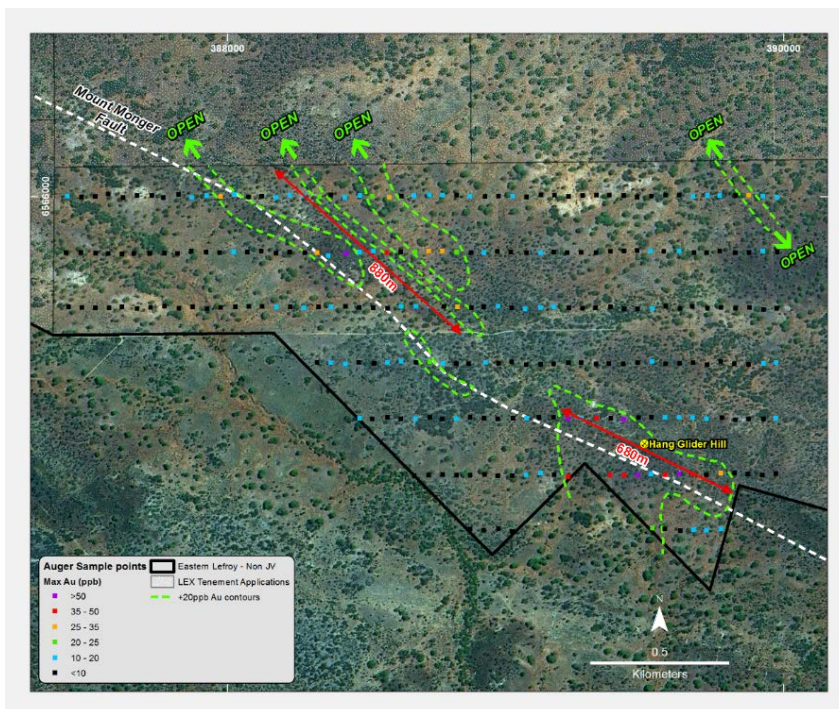 388000
390000
6566000
Mount Monger
Fault
OPEN
OPEN
OPEN
OPEN
OPEN
880m
Hang Glider Hill
680m
Auger Sample points
Max Au (ppb)
>50
35 - 50
25 - 35
20 - 25
10 - 20
<10
Eastern Lefroy - Non JV
LEX Tenement Applications
+20ppb Au contours
N
0.5
Kilometers